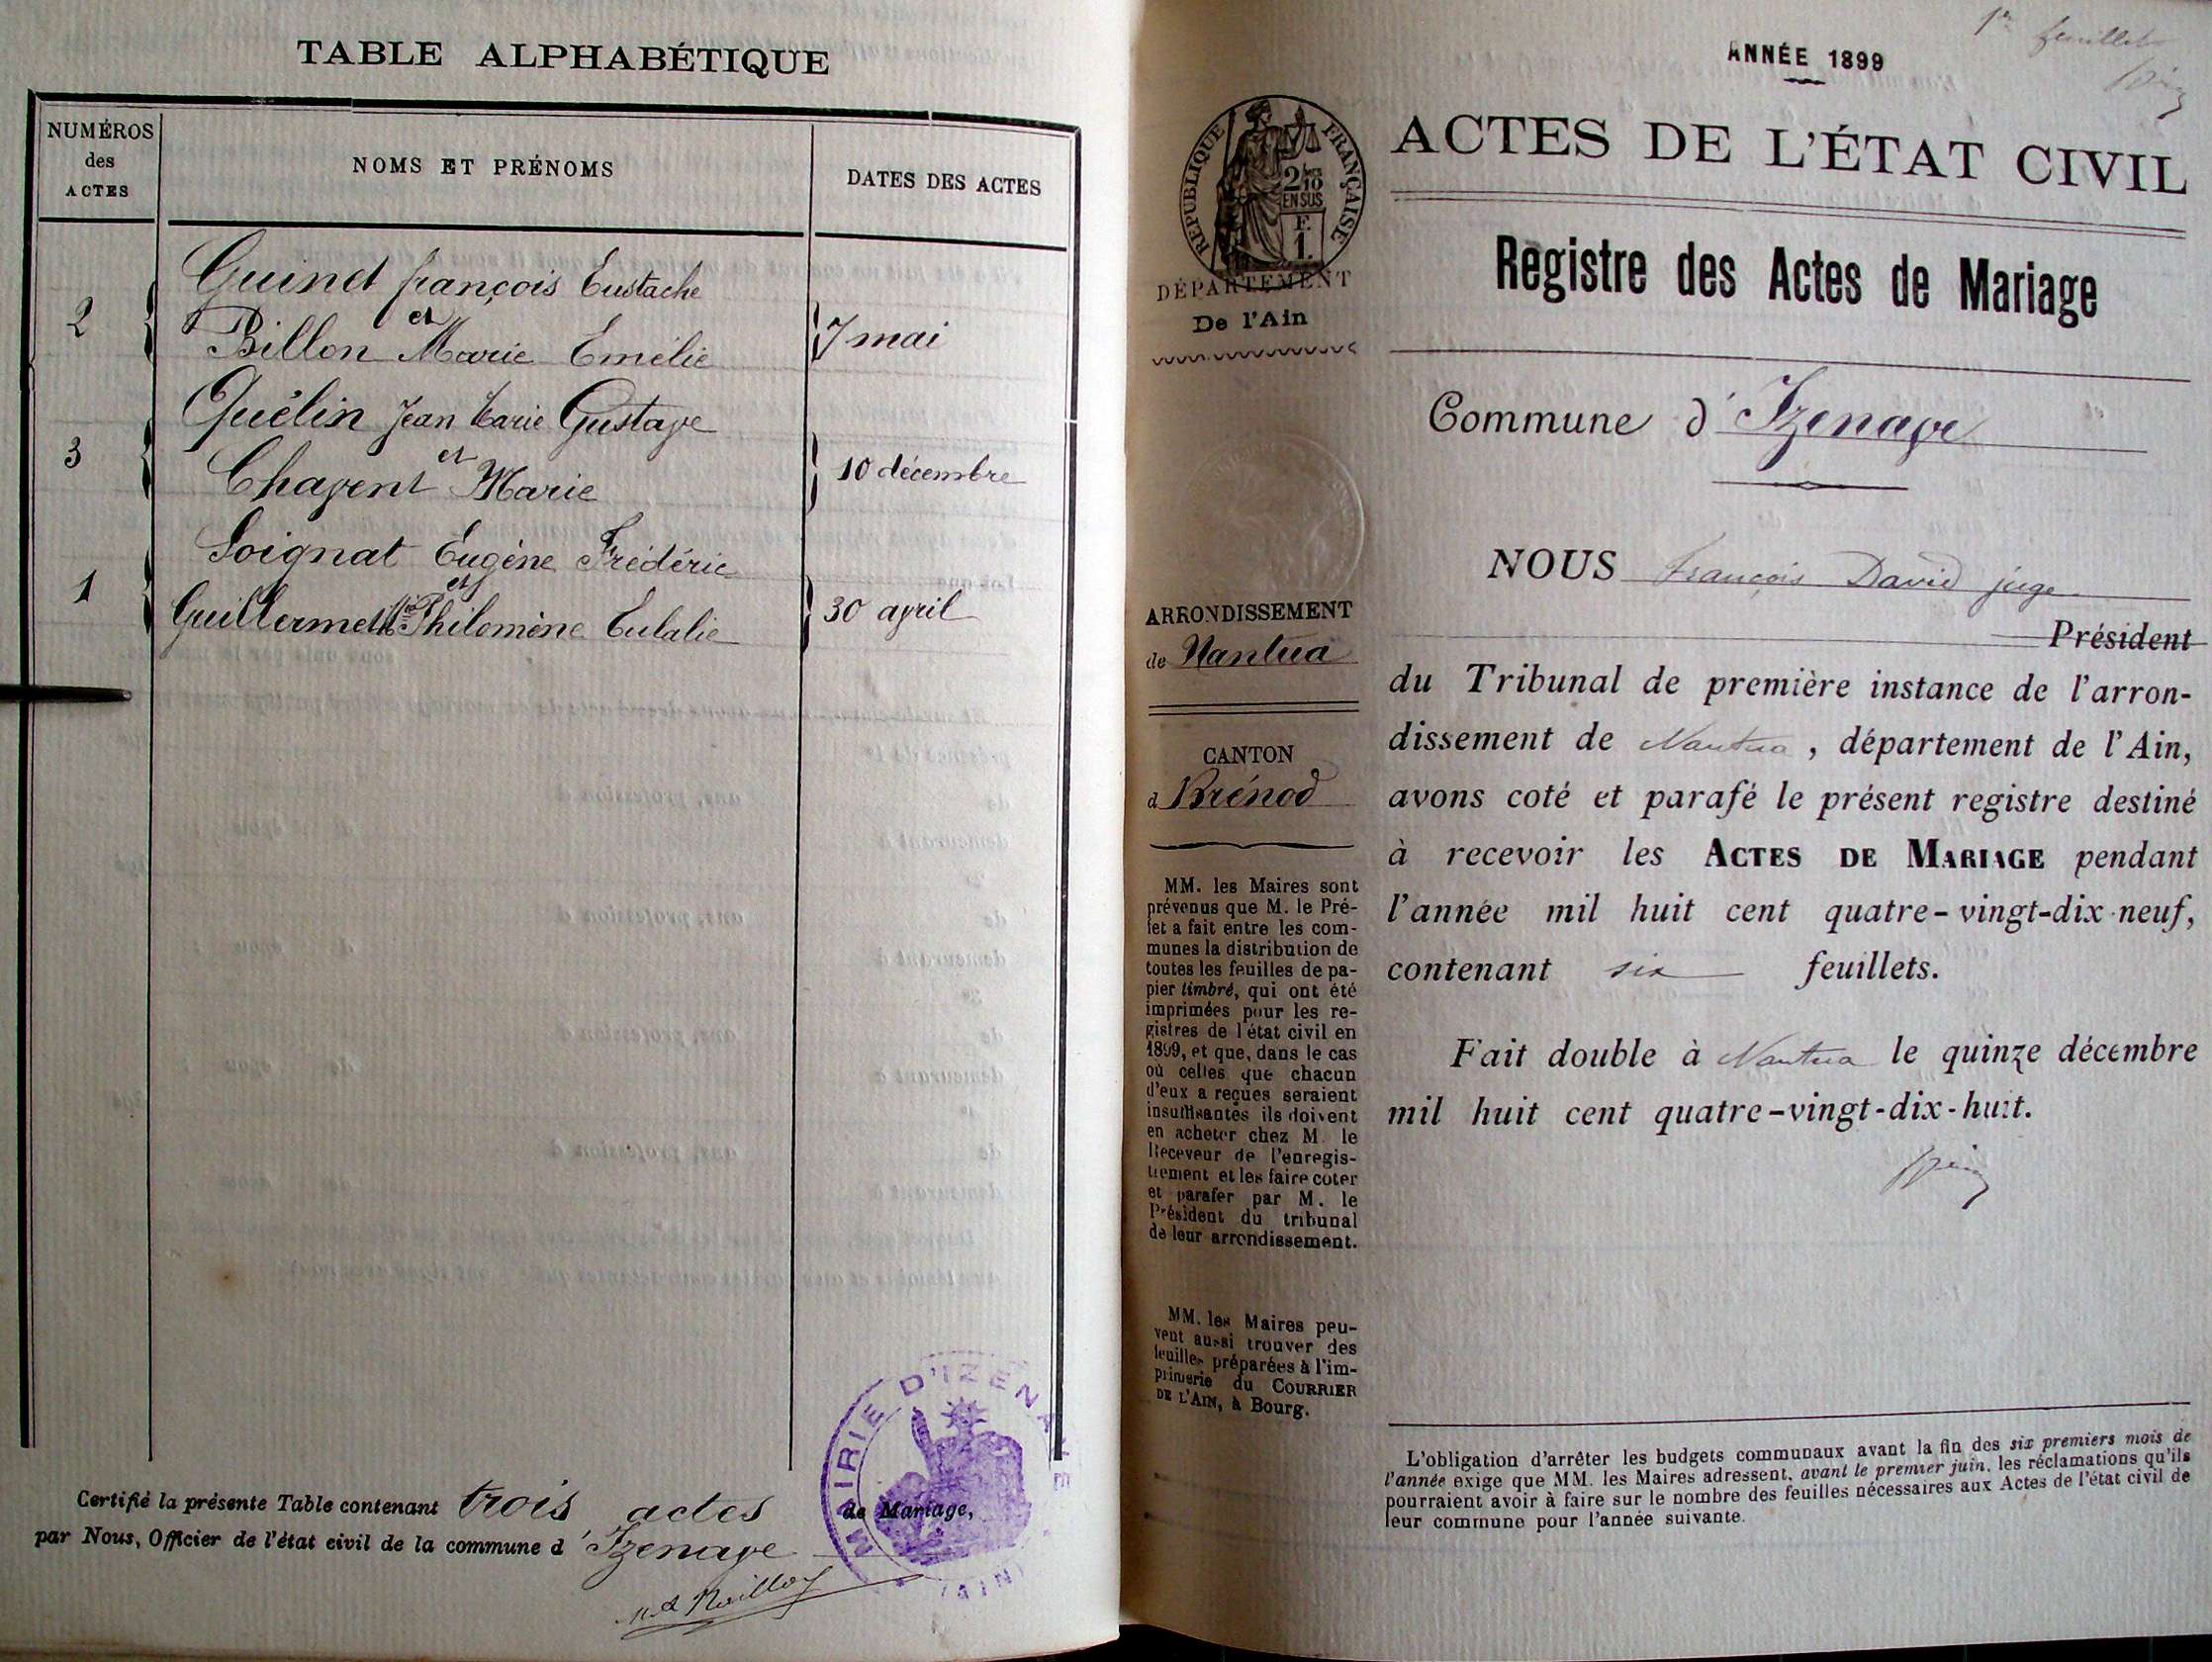 TABLE ALPHABÉTIQUE
NUMÉROS
des
ACTES
NOMS ET PRÉNOMS
DATES DES ACTES
Guinet françois Eustache
2
et
7 mai
Billon Marie Emélie
Quélin Jean Marie Gustave
3
et
10 décembre
Chavent Marie
Soignat Eugène Frédéric
1
et
30 avril
Guillermet Philomène Eulalie
Certifié la présente Table contenant trois actes de Mariage,
par Nous, Officier de l'état civil de la commune d'Izenave
MAIRIE D'IZENAVE
(AIN)
1er feuillet
ANNÉE 1899
RÉPUBLIQUE FRANÇAISE
2/10
EN SUS
F.
1.
DÉPARTEMENT
De l'Ain
ARRONDISSEMENT
de Nantua
CANTON
d Brénod
MM. les Maires sont
prévenus que M. le Pré-
fet a fait entre les com-
munes la distribution de
toutes les feuilles de pa-
pier timbré, qui ont été
imprimées pour les re-
gistres de l'état civil en
1899, et que, dans le cas
où celles que chacun
d'eux a reçues seraient
insuffisantes ils doivent
en acheter chez M. le
Receveur de l'enregis-
trement et les faire coter
et parafer par M. le
Président du tribunal
de leur arrondissement.
MM. les Maires peu-
vent aussi trouver des
feuilles préparées à l'im-
primerie du COURRIER
DE L'AIN, à Bourg.
ACTES DE L'ÉTAT CIVIL
Registre des Actes de Mariage
Commune d'Izenave
NOUS François David juge
Président
du Tribunal de première instance de l'arron-
dissement de Nantua, département de l'Ain,
avons coté et parafé le présent registre destiné
à recevoir les ACTES DE MARIAGE pendant
l'année mil huit cent quatre-vingt-dix-neuf,
contenant six feuillets.
Fait double à Nantua le quinze décembre
mil huit cent quatre-vingt-dix-huit.
L'obligation d'arrêter les budgets communaux avant la fin des six premiers mois de
l'année exige que MM. les Maires adressent, avant le premier juin, les réclamations qu'ils
pourraient avoir à faire sur le nombre des feuilles nécessaires aux Actes de l'état civil de
leur commune pour l'année suivante.